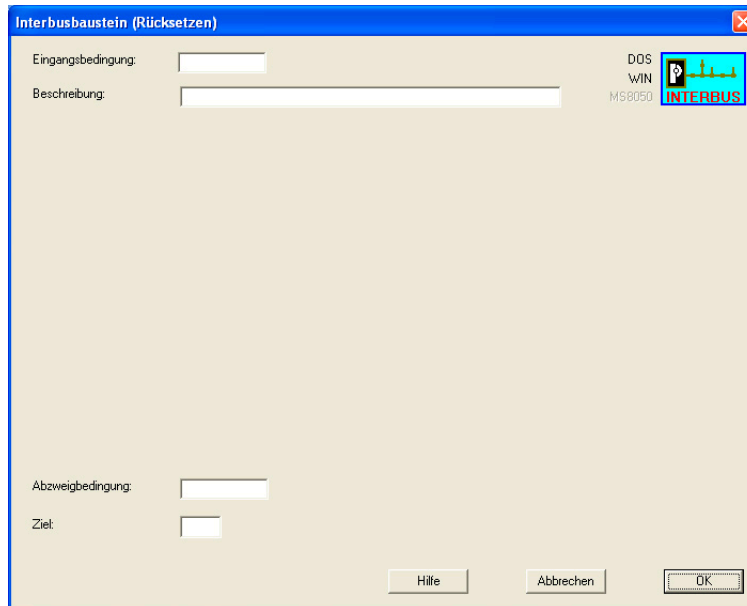 Interbusbaustein (Rücksetzen)
Eingangsbedingung:
DOS
WIN
Beschreibung:
MS8050
INTERBUS
Abzweigbedingung:
Ziel:
Hilfe
Abbrechen
OK